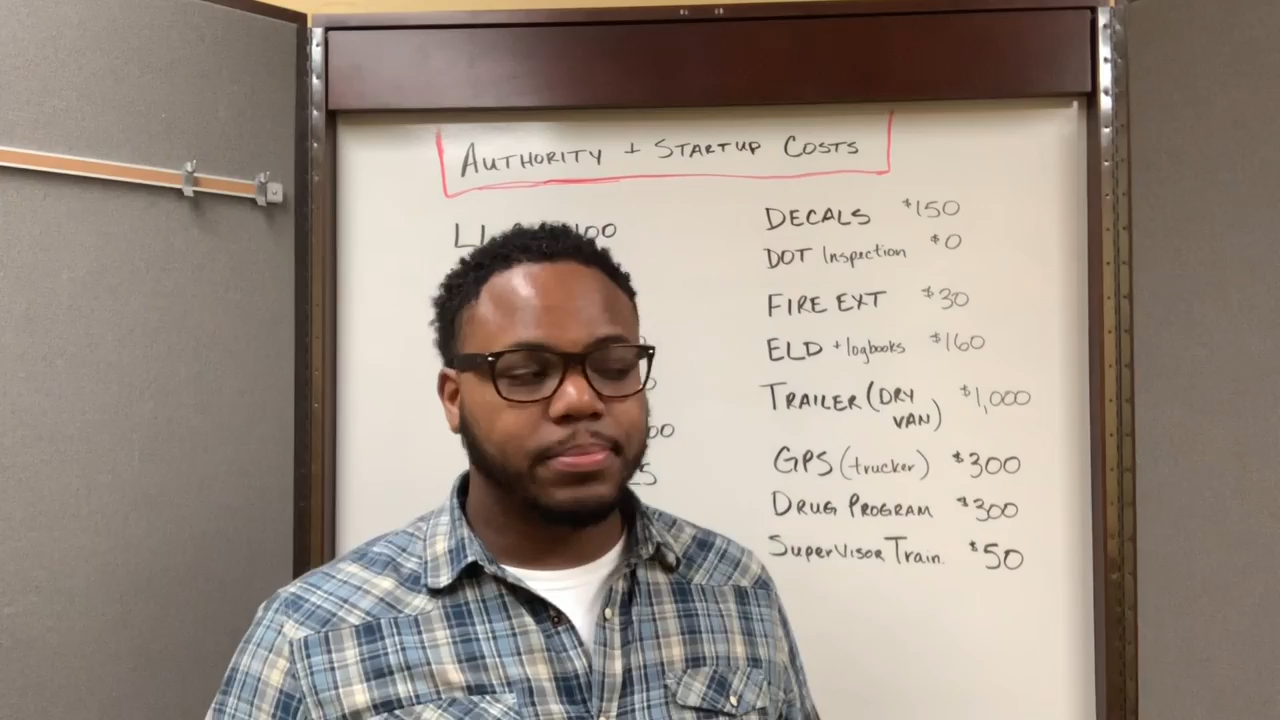 AUTHORITY + STARTUP COSTS
DECALS $150
DOT Inspection $0
FIRE EXT $30
ELD + logbooks $160
TRAILER (DRY VAN) $1,000
GPS (trucker) $300
DRUG PROGRAM $300
SuperVisor Train. $50